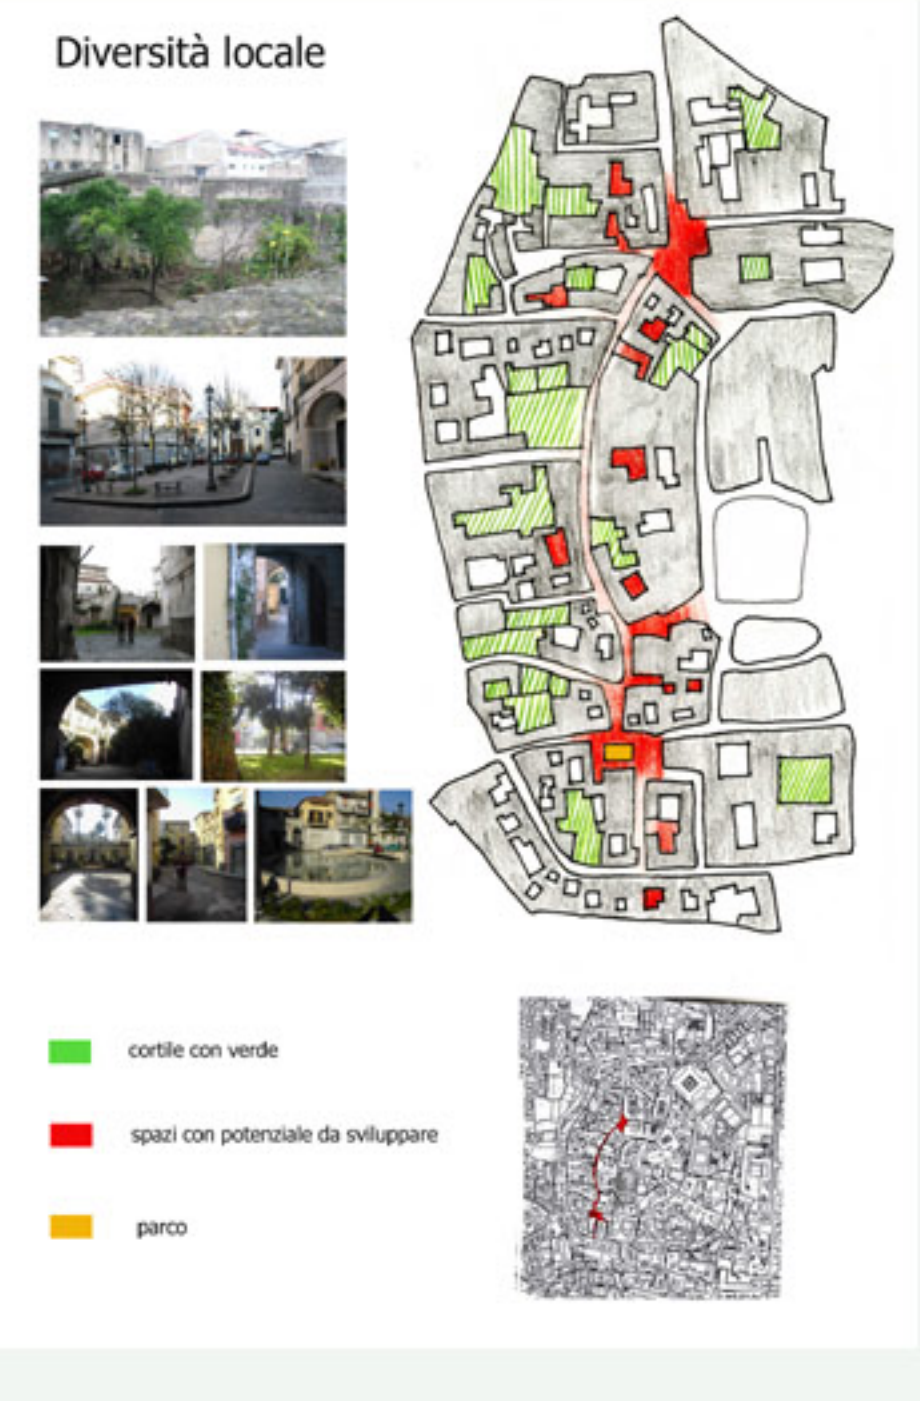 Diversità locale
cortile con verde
spazi con potenziale da sviluppare
parco